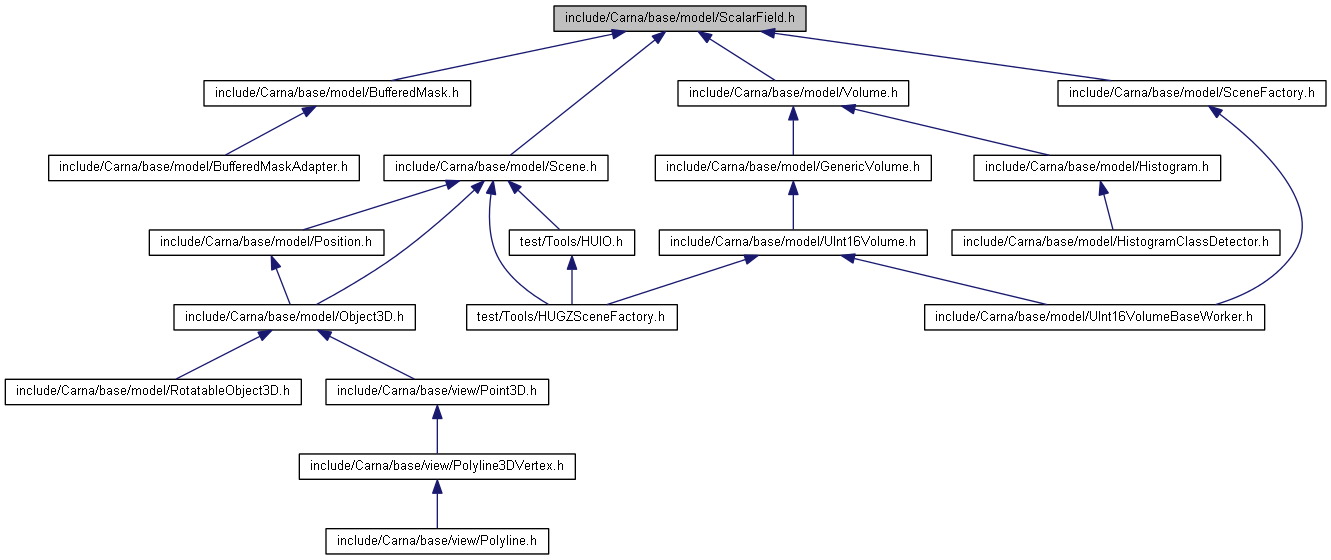 include/Carna/base/model/ScalarField.h
include/Carna/base/model/BufferedMask.h
include/Carna/base/model/Volume.h
include/Carna/base/model/SceneFactory.h
include/Carna/base/model/BufferedMaskAdapter.h
include/Carna/base/model/Scene.h
include/Carna/base/model/GenericVolume.h
include/Carna/base/model/Histogram.h
include/Carna/base/model/Position.h
test/Tools/HUIO.h
include/Carna/base/model/UInt16Volume.h
include/Carna/base/model/HistogramClassDetector.h
include/Carna/base/model/Object3D.h
test/Tools/HUGZSceneFactory.h
include/Carna/base/model/UInt16VolumeBaseWorker.h
include/Carna/base/model/RotatableObject3D.h
include/Carna/base/view/Point3D.h
include/Carna/base/view/Polyline3DVertex.h
include/Carna/base/view/Polyline.h